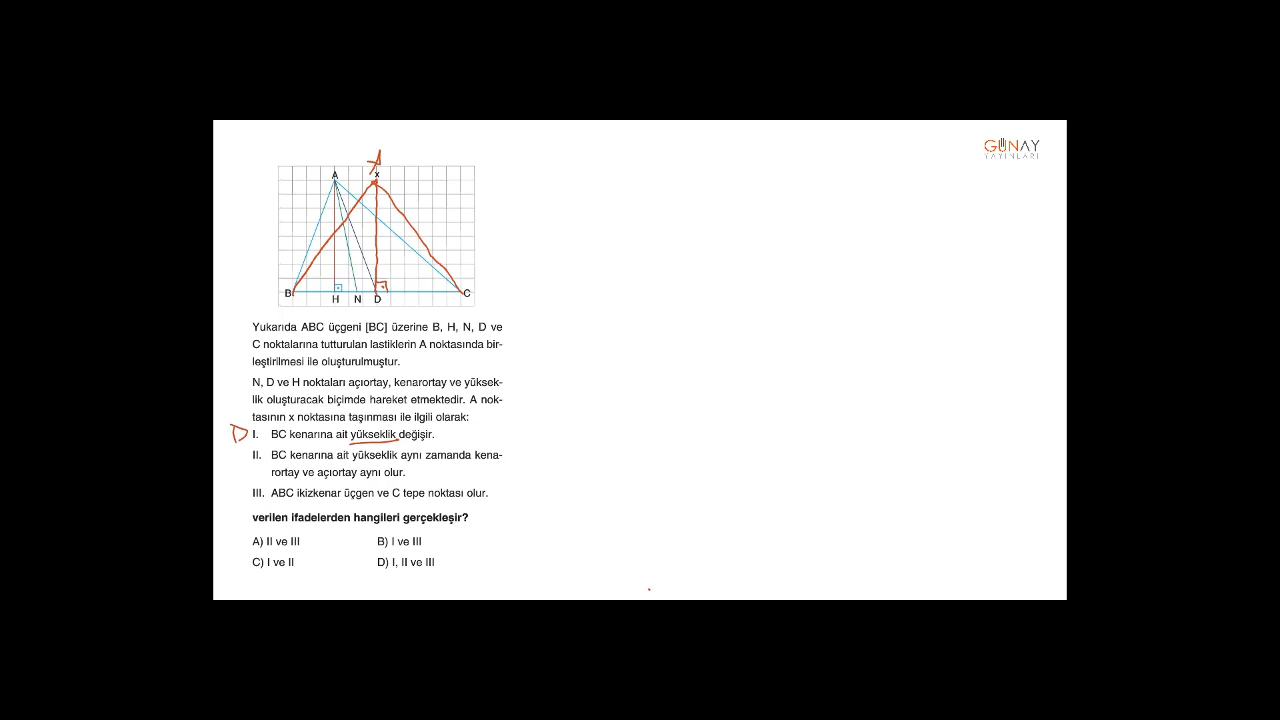 GÜNAY
YAYINLARI
A
A x
B H N D C
Yukarıda ABC üçgeni [BC] üzerine B, H, N, D ve
C noktalarına tutturulan lastiklerin A noktasında bir-
leştirilmesi ile oluşturulmuştur.
N, D ve H noktaları açıortay, kenarortay ve yüksek-
lik oluşturacak biçimde hareket etmektedir. A nok-
tasının x noktasına taşınması ile ilgili olarak:
D I. BC kenarına ait yükseklik değişir.
II. BC kenarına ait yükseklik aynı zamanda kena-
rortay ve açıortay aynı olur.
III. ABC ikizkenar üçgen ve C tepe noktası olur.
verilen ifadelerden hangileri gerçekleşir?
A) II ve III B) I ve III
C) I ve II D) I, II ve III